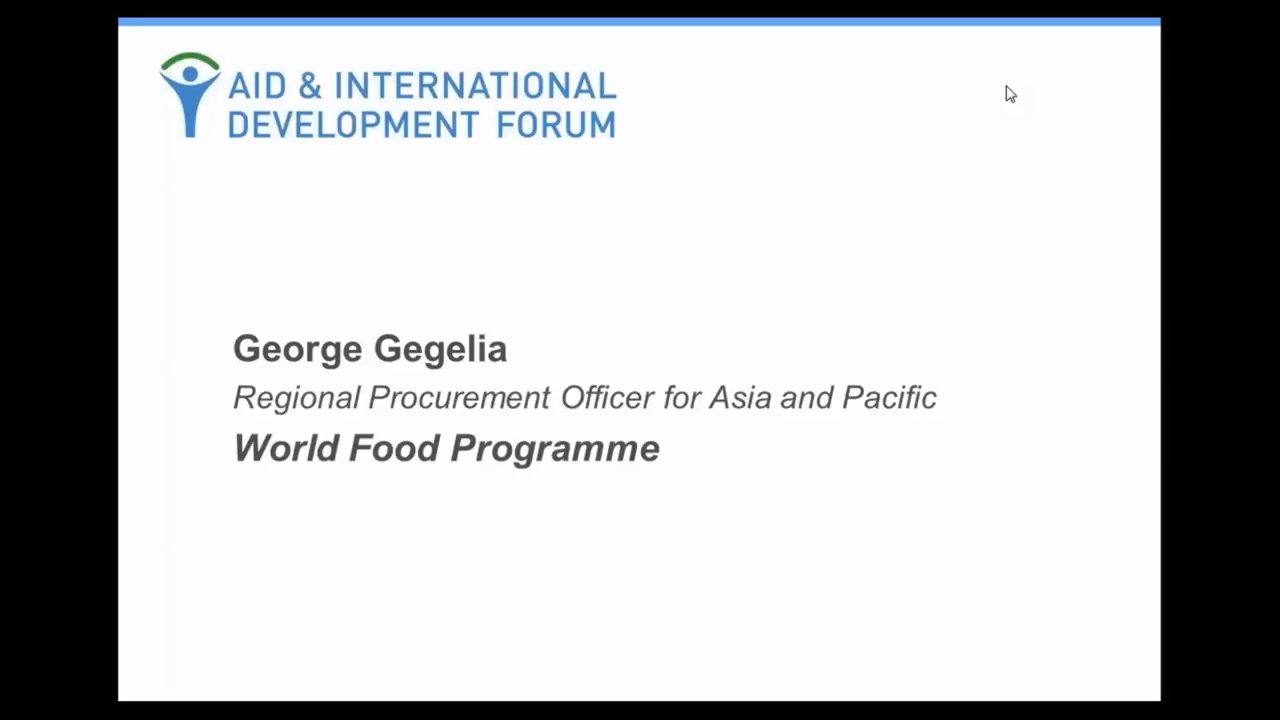 AID & INTERNATIONAL
DEVELOPMENT FORUM
George Gegelia
Regional Procurement Officer for Asia and Pacific
World Food Programme